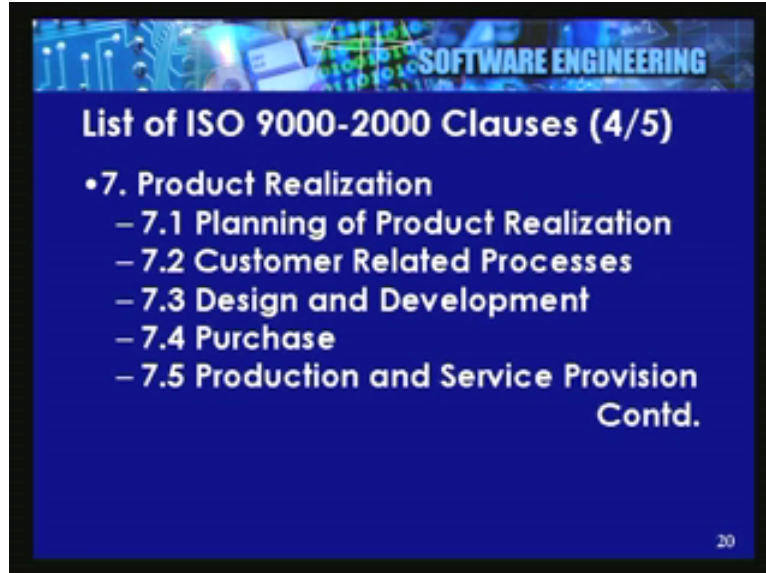 SOFTWARE ENGINEERING
List of ISO 9000-2000 Clauses (4/5)
•7. Product Realization
– 7.1 Planning of Product Realization
– 7.2 Customer Related Processes
– 7.3 Design and Development
– 7.4 Purchase
– 7.5 Production and Service Provision
Contd.
20